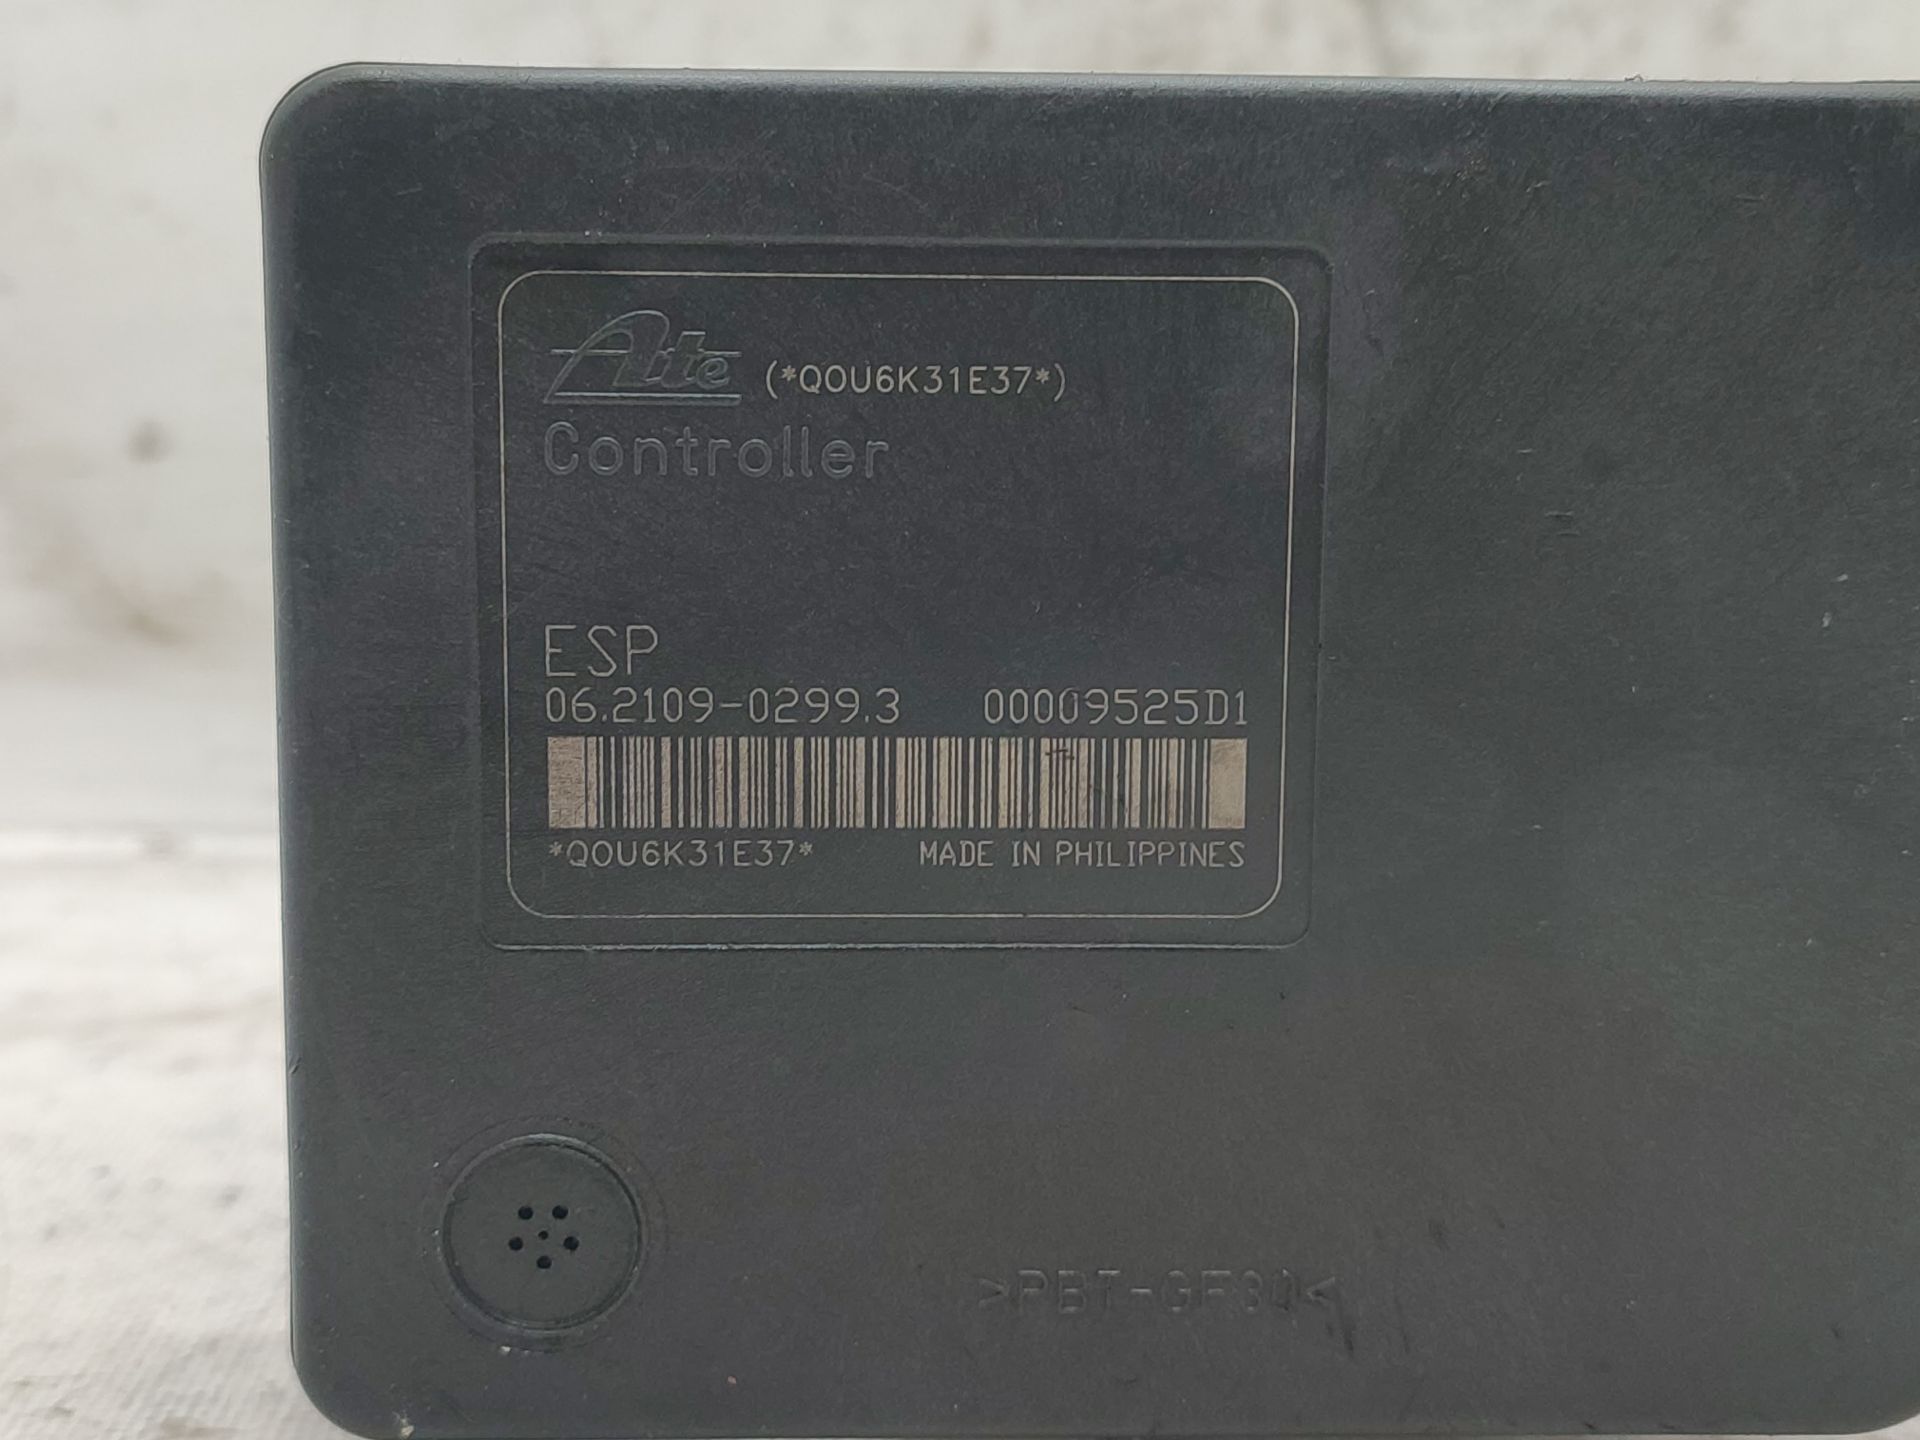 Ate (*QOU6K31E37*)
Controller
ESP
06.2109-0299.3 00009525D1
*QOU6K31E37* MADE IN PHILIPPINES
>PBT-GF30<